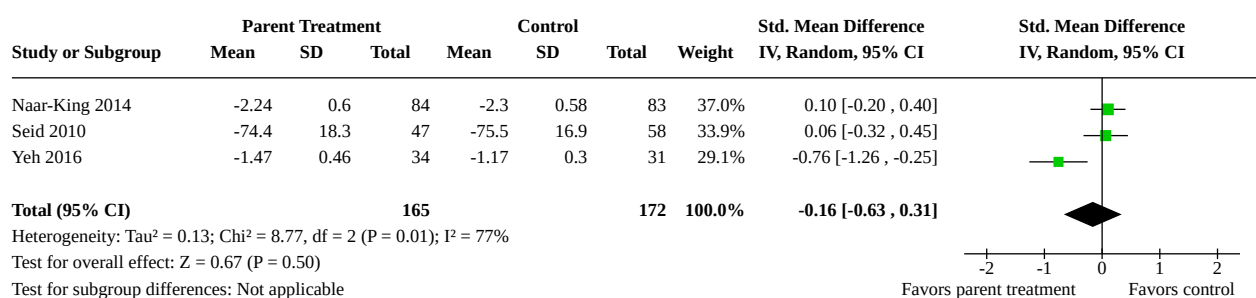 Parent Treatment Control Std. Mean Difference Std. Mean Difference
Study or Subgroup Mean SD Total Mean SD Total Weight IV, Random, 95% CI IV, Random, 95% CI
Naar-King 2014 -2.24 0.6 84 -2.3 0.58 83 37.0% 0.10 [-0.20 , 0.40]
Seid 2010 -74.4 18.3 47 -75.5 16.9 58 33.9% 0.06 [-0.32 , 0.45]
Yeh 2016 -1.47 0.46 34 -1.17 0.3 31 29.1% -0.76 [-1.26 , -0.25]
Total (95% CI) 165 172 100.0% -0.16 [-0.63 , 0.31]
Heterogeneity: Tau² = 0.13; Chi² = 8.77, df = 2 (P = 0.01); I² = 77%
Test for overall effect: Z = 0.67 (P = 0.50)
-2 -1 0 1 2
Test for subgroup differences: Not applicable Favors parent treatment Favors control